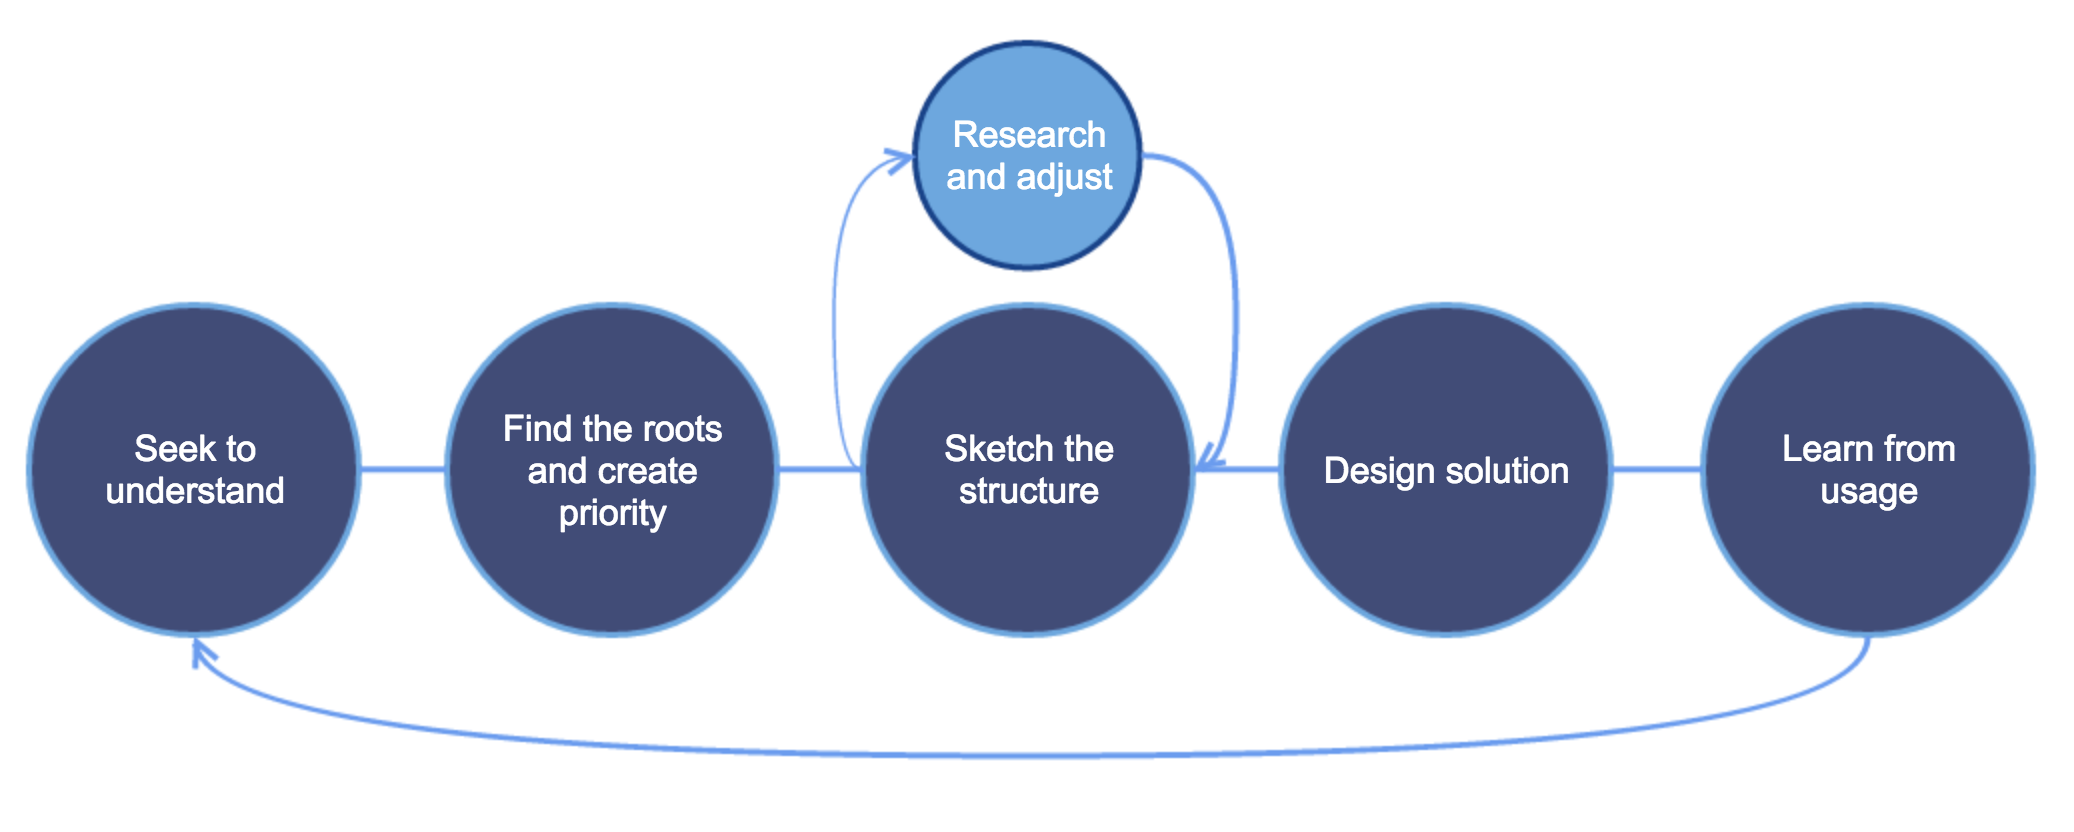 Research
and adjust
Seek to
understand
Find the roots
and create
priority
Sketch the
structure
Design solution
Learn from
usage